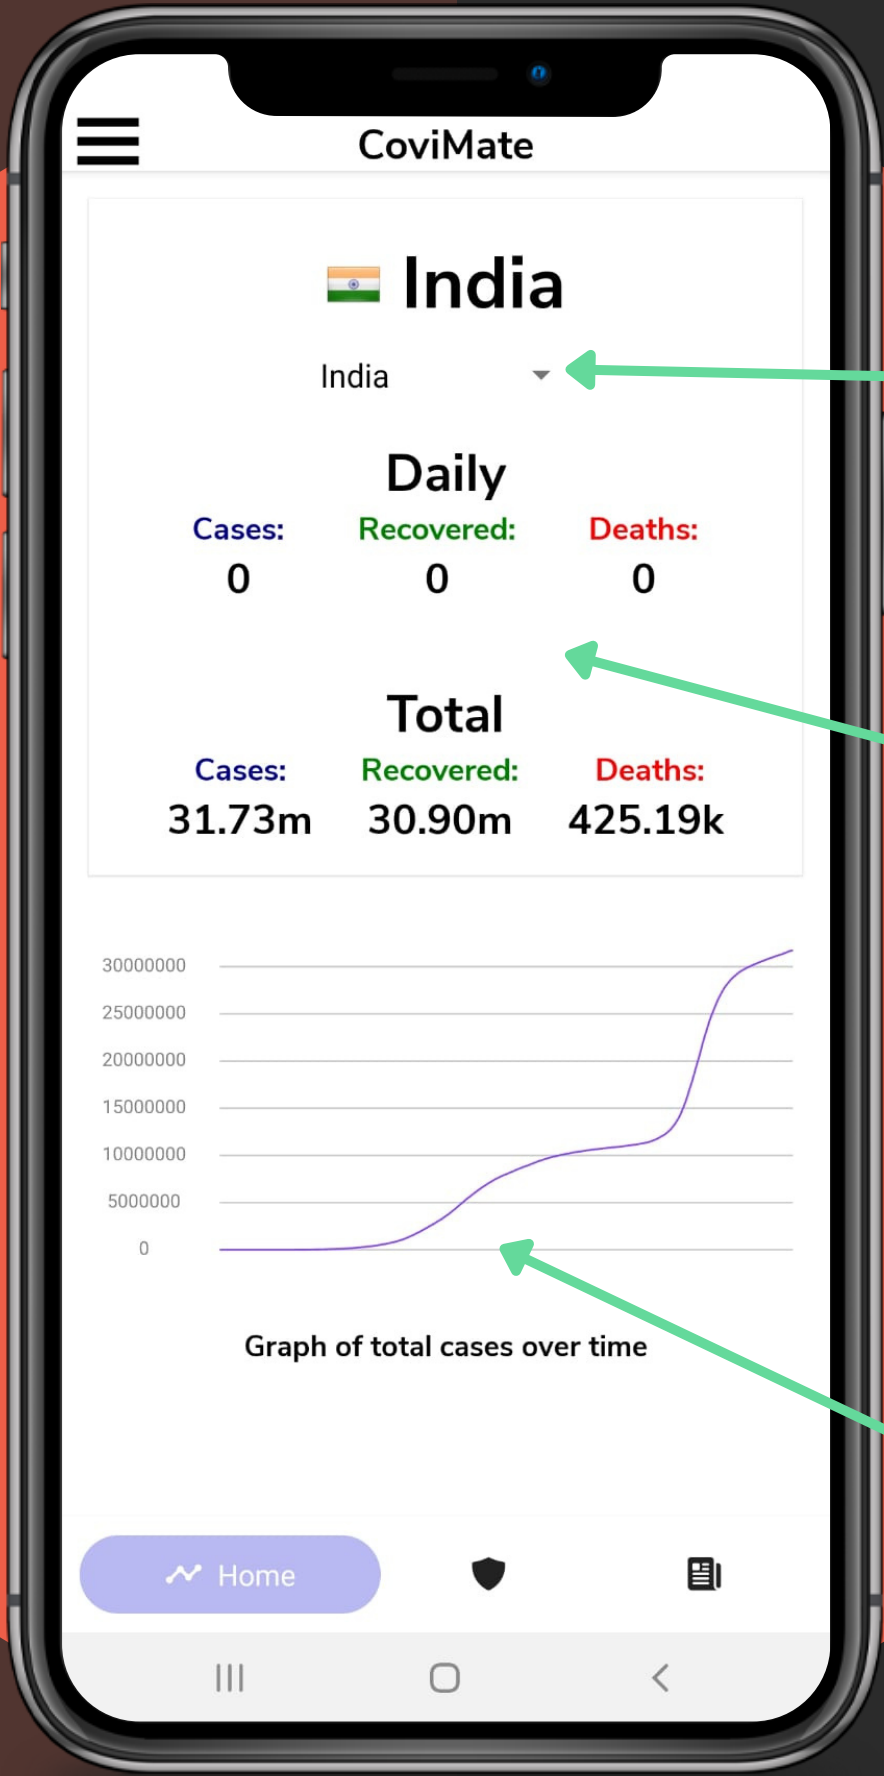 CoviMate
India
India
Daily
Cases: Recovered: Deaths:
0 0 0
Total
Cases: Recovered: Deaths:
31.73m 30.90m 425.19k
30000000
25000000
20000000
15000000
10000000
5000000
0
Graph of total cases over time
Home